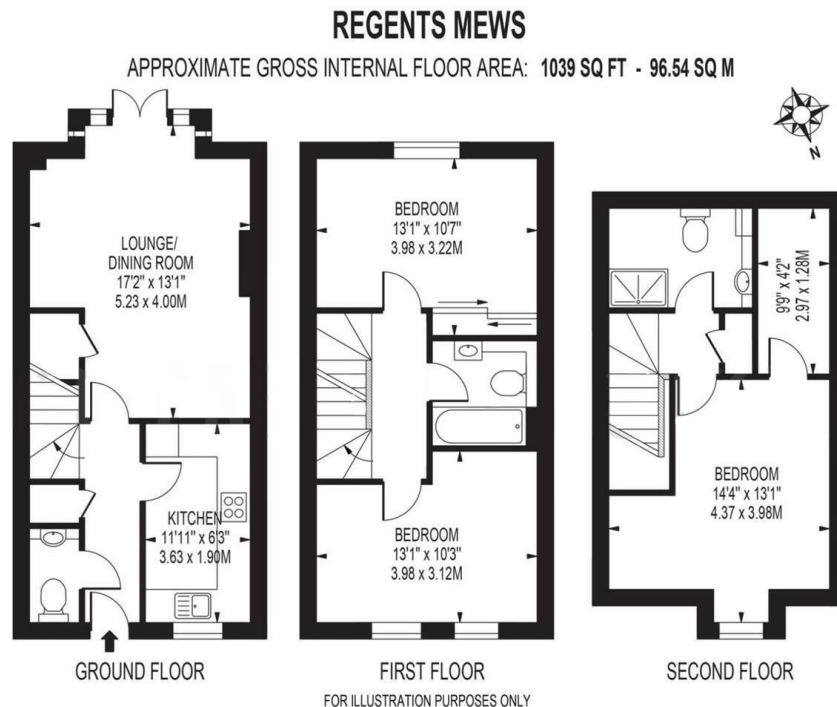 REGENTS MEWS
APPROXIMATE GROSS INTERNAL FLOOR AREA: 1039 SQ FT - 96.54 SQ M
N
LOUNGE/
DINING ROOM
17'2" x 13'1"
5.23 x 4.00M
KITCHEN
11'11" x 6'3"
3.63 x 1.90M
GROUND FLOOR
BEDROOM
13'1" x 10'7"
3.98 x 3.22M
BEDROOM
13'1" x 10'3"
3.98 x 3.12M
FIRST FLOOR
9'9" x 4'2"
2.97 x 1.28M
BEDROOM
14'4" x 13'1"
4.37 x 3.98M
SECOND FLOOR
FOR ILLUSTRATION PURPOSES ONLY